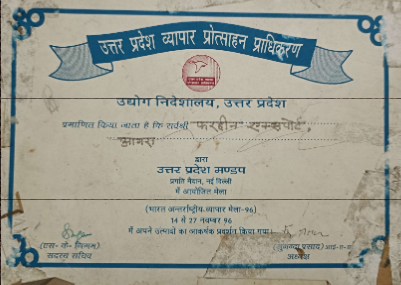 उत्तर प्रदेश व्यापार प्रोत्साहन प्राधिकरण
उद्योग निदेशालय, उत्तर प्रदेश
प्रमाणित किया जाता है कि सर्वश्री फरहीन एक्सपोर्ट,
आगरा
द्वारा
उत्तर प्रदेश मण्डप
प्रगति मैदान, नई दिल्ली
में आयोजित मेला
(भारत अन्तर्राष्ट्रीय-व्यापार मेला-96)
14 से 27 नवम्बर 96
में अपने उत्पादों का आकर्षक प्रदर्शन किया गया।
(एस० के० निगम)
सदस्य सचिव
प्रसाद) आई-ए-एस
अध्यक्ष